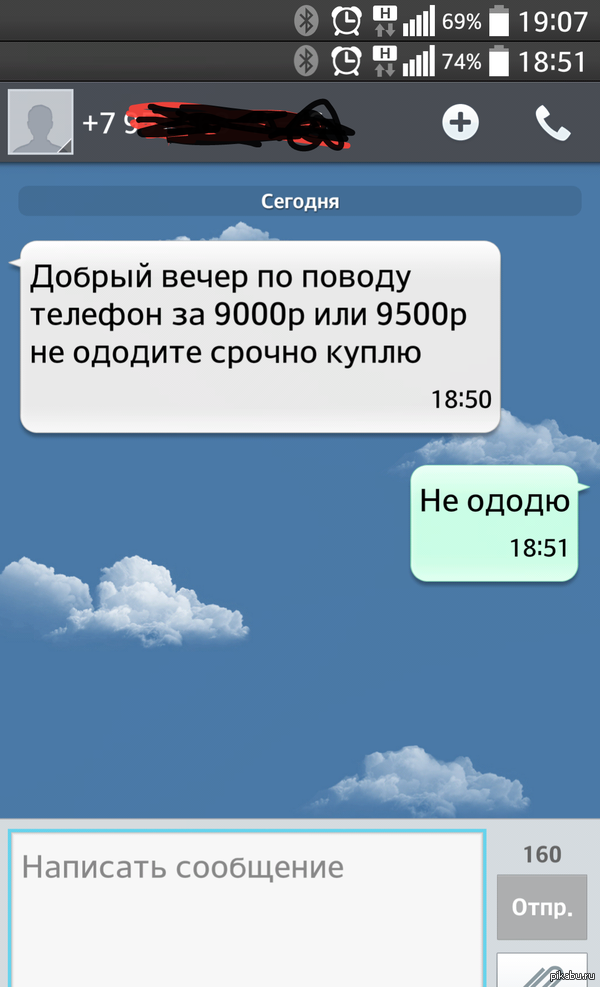 H 69% 19:07
H 74% 18:51
+7 9
Сегодня
Добрый вечер по поводу
телефон за 9000р или 9500р
не ододите срочно куплю
18:50
Не ододю
18:51
Написать сообщение
160
Отпр.
pikabu.ru